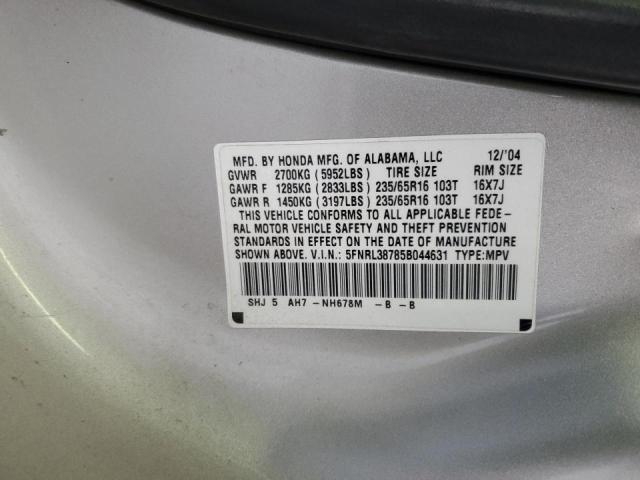 MFD. BY HONDA MFG. OF ALABAMA, LLC 12/'04
GVWR 2700KG (5952LBS) TIRE SIZE RIM SIZE
GAWR F 1285KG (2833LBS) 235/65R16 103T 16X7J
GAWR R 1450KG (3197LBS) 235/65R16 103T 16X7J
THIS VEHICLE CONFORMS TO ALL APPLICABLE FEDE-
RAL MOTOR VEHICLE SAFETY AND THEFT PREVENTION
STANDARDS IN EFFECT ON THE DATE OF MANUFACTURE
SHOWN ABOVE. V.I.N.: 5FNRL38785B044631 TYPE:MPV
SHJ 5 AH7 -NH678M -B -B